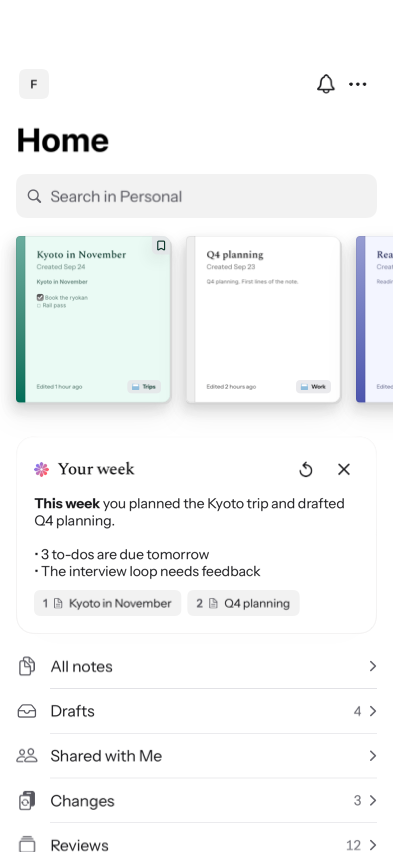 F
Home
Search in Personal
Kyoto in November
Created Sep 24
Kyoto in November
Book the ryokan
Rail pass
Edited 1 hour ago
Trips
Q4 planning
Created Sep 23
Q4 planning. First lines of the note.
Edited 2 hours ago
Work
Rea
Creat
Readin
Edited
Your week
This week you planned the Kyoto trip and drafted
Q4 planning.
• 3 to-dos are due tomorrow
• The interview loop needs feedback
1 Kyoto in November
2 Q4 planning
All notes
Drafts 4
Shared with Me
Changes 3
Reviews 12